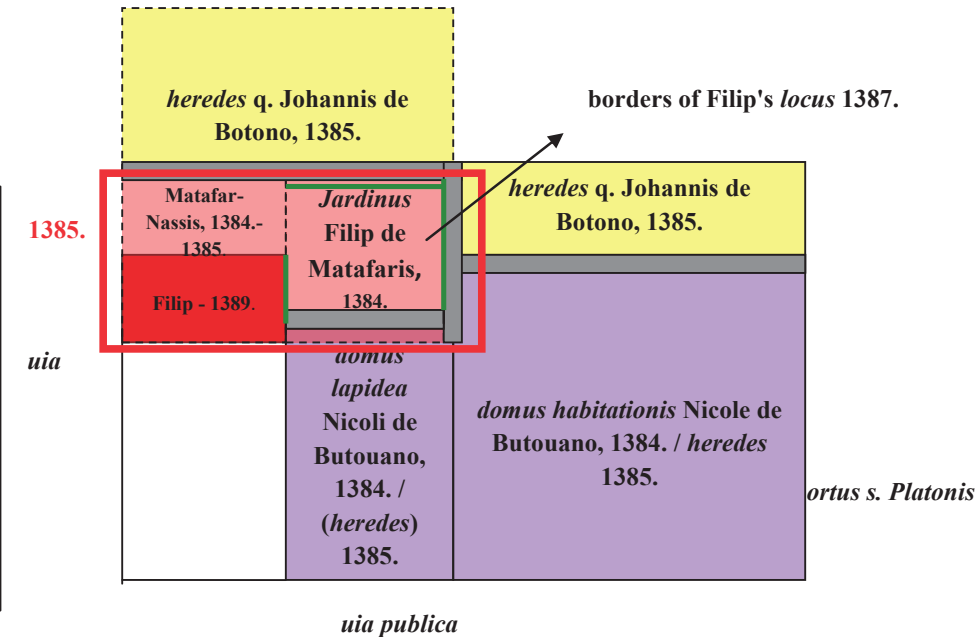 heredes q. Johannis de
Botono, 1385.
borders of Filip's locus 1387.
1385.
Matafar-
Nassis, 1384.-
1385.
Jardinus
Filip de
Matafaris,
1384.
heredes q. Johannis de
Botono, 1385.
Filip - 1389.
uia
domus
lapidea
Nicoli de
Butouano,
1384. /
(heredes)
1385.
domus habitationis Nicole de
Butouano, 1384. / heredes
1385.
ortus s. Platonis
uia publica